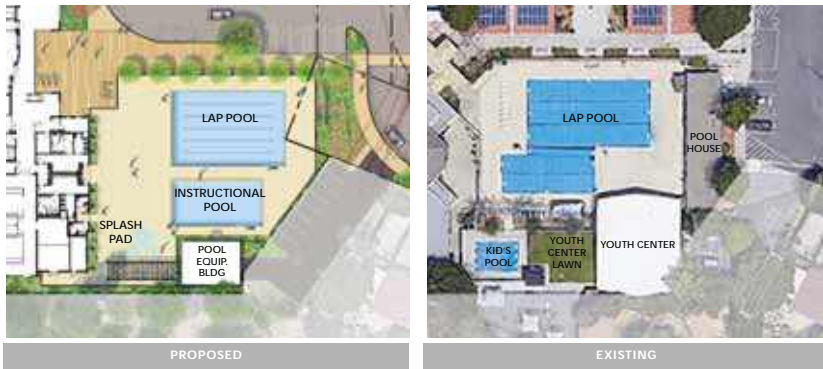 LAP POOL
INSTRUCTIONAL
POOL
SPLASH
PAD
POOL
EQUIP.
BLDG
PROPOSED
LAP POOL
POOL
HOUSE
KID'S
POOL
YOUTH
CENTER
LAWN
YOUTH CENTER
EXISTING